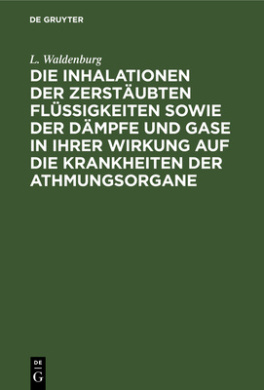 DE GRUYTER
L. Waldenburg
DIE INHALATIONEN
DER ZERSTÄUBTEN
FLÜSSIGKEITEN SOWIE
DER DÄMPFE UND GASE
IN IHRER WIRKUNG AUF
DIE KRANKHEITEN DER
ATHMUNGSORGANE
DE
G